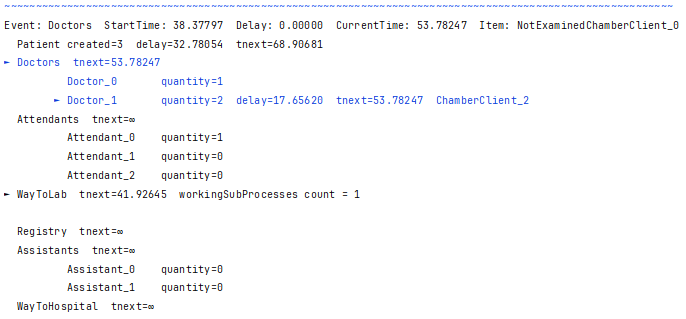 ~~~~~~~~~~~~~~~~~~~~~~~~~~~~~~~~~~~~~~~~~~~~~~~~~~~~~~~~~~~~~~~~~~~~~~~~~~~~~~~~~~~~~~~~~~~~~~~~~~~~~~~~~~~~~~~
Event: Doctors  StartTime: 38.37797  Delay: 0.00000  CurrentTime: 53.78247  Item: NotExaminedChamberClient_0
  Patient created=3  delay=32.78054  tnext=68.90681
► Doctors  tnext=53.78247
          Doctor_0       quantity=1
        ► Doctor_1       quantity=2  delay=17.65620  tnext=53.78247  ChamberClient_2
  Attendants  tnext=∞
          Attendant_0    quantity=1
          Attendant_1    quantity=0
          Attendant_2    quantity=0
► WayToLab  tnext=41.92645  workingSubProcesses count = 1
  Registry  tnext=∞
  Assistants  tnext=∞
          Assistant_0    quantity=0
          Assistant_1    quantity=0
  WayToHospital  tnext=∞